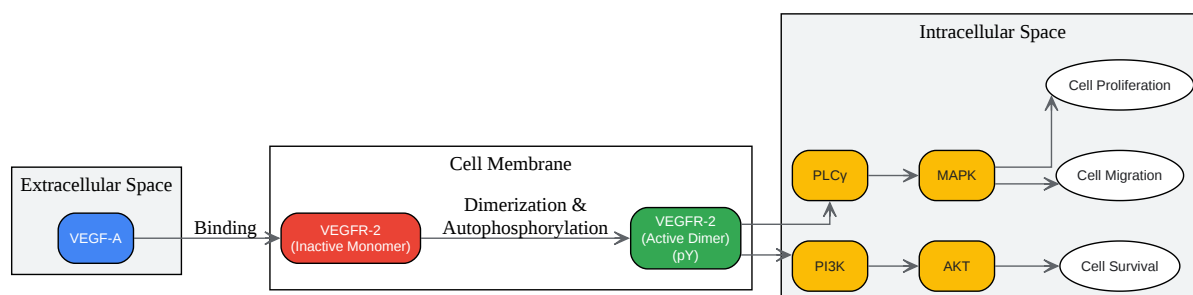 Extracellular Space
VEGF-A
Binding
Cell Membrane
VEGFR-2
(Inactive Monomer)
Dimerization &
Autophosphorylation
VEGFR-2
(Active Dimer)
(pY)
Intracellular Space
PLCγ
MAPK
Cell Proliferation
Cell Migration
PI3K
AKT
Cell Survival